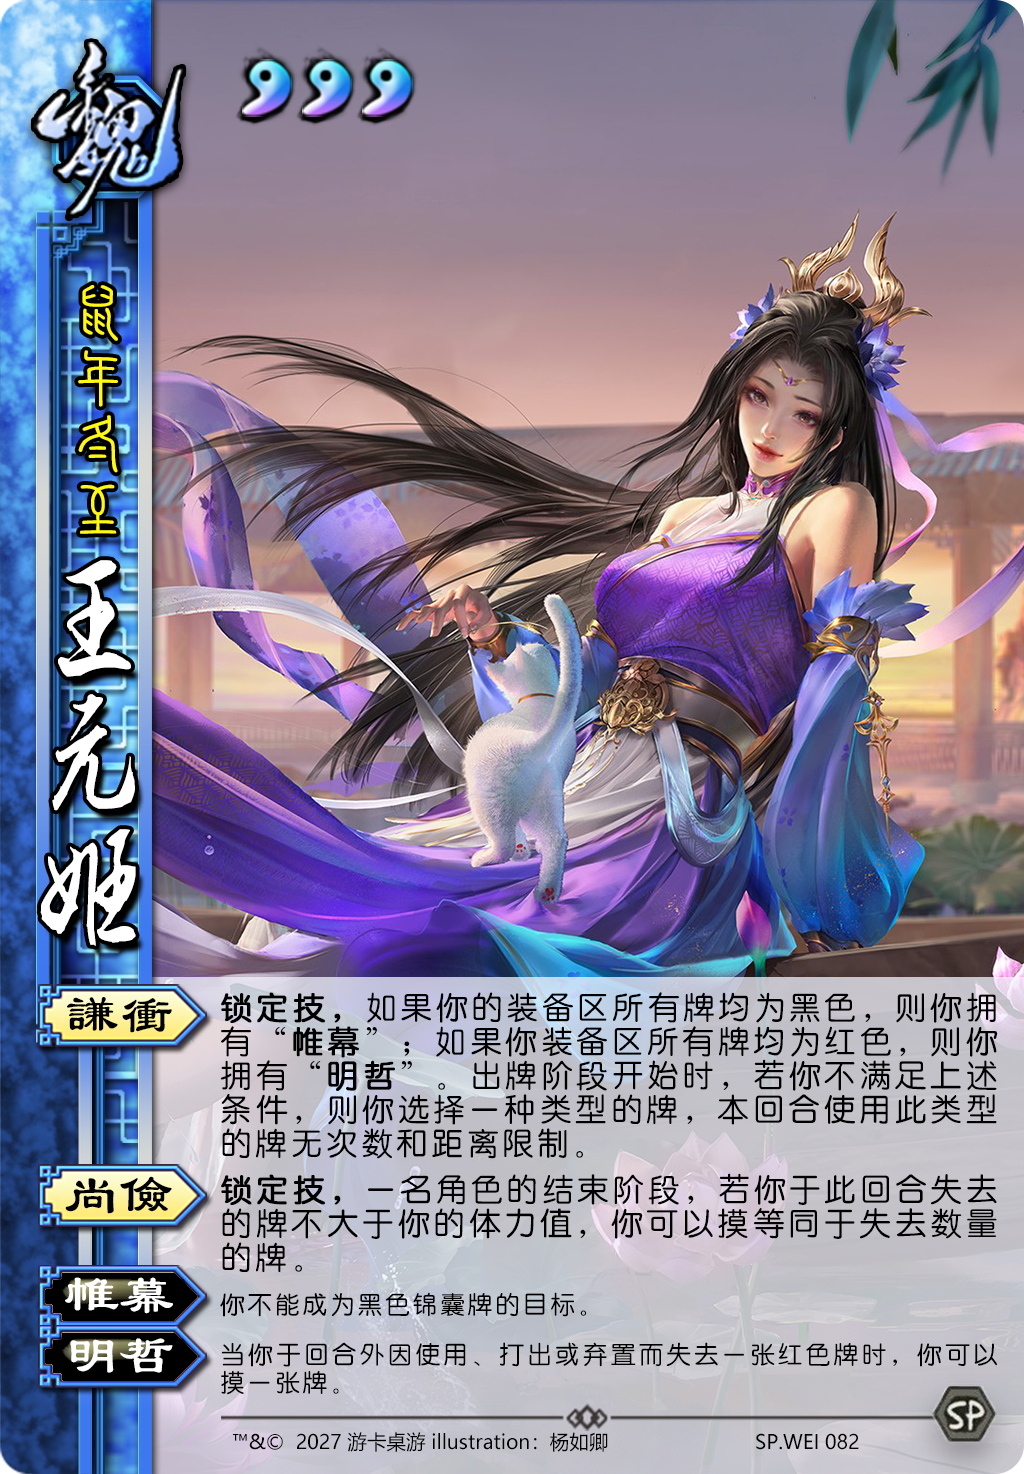 魏
鼠年冬至
王元姬
謙衝
锁定技，如果你的装备区所有牌均为黑色，则你拥
有“帷幕”；如果你装备区所有牌均为红色，则你
拥有“明哲”。出牌阶段开始时，若你不满足上述
条件，则你选择一种类型的牌，本回合使用此类型
的牌无次数和距离限制。
尚儉
锁定技，一名角色的结束阶段，若你于此回合失去
的牌不大于你的体力值，你可以摸等同于失去数量
的牌。
帷幕
你不能成为黑色锦囊牌的目标。
明哲
当你于回合外因使用、打出或弃置而失去一张红色牌时，你可以
摸一张牌。
SP
™&© 2027 游卡桌游 illustration：杨如卿
SP.WEI 082